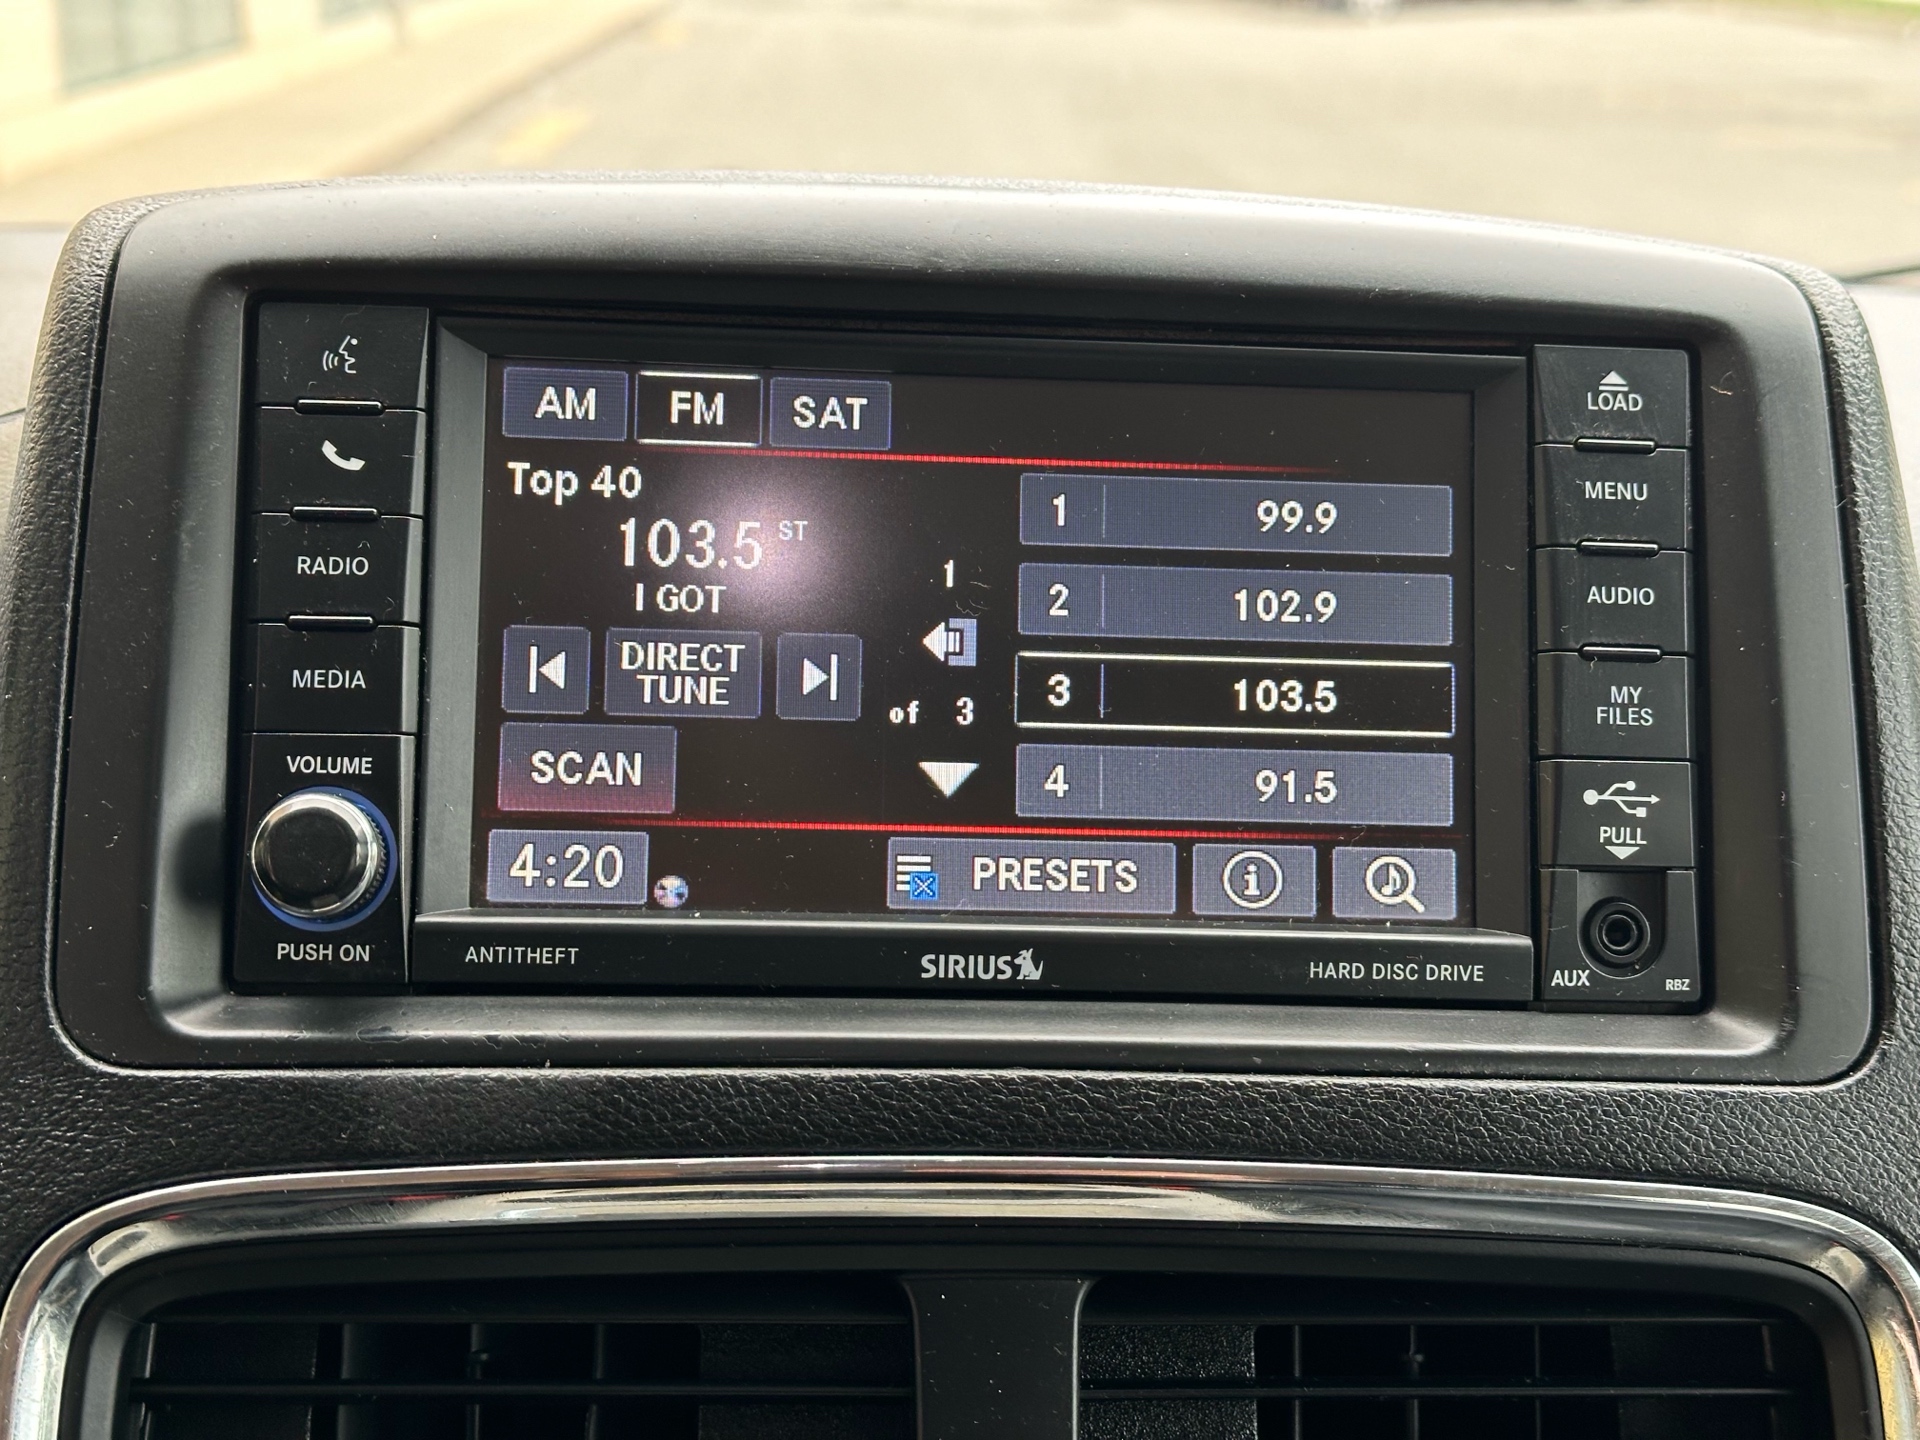 AM FM SAT
Top 40
103.5 ST
I GOT
DIRECT
TUNE
SCAN
1
of 3
1 99.9
2 102.9
3 103.5
4 91.5
4:20
PRESETS
i
RADIO
MEDIA
VOLUME
PUSH ON
LOAD
MENU
AUDIO
MY
FILES
PULL
AUX
RBZ
ANTITHEFT
SIRIUS
HARD DISC DRIVE